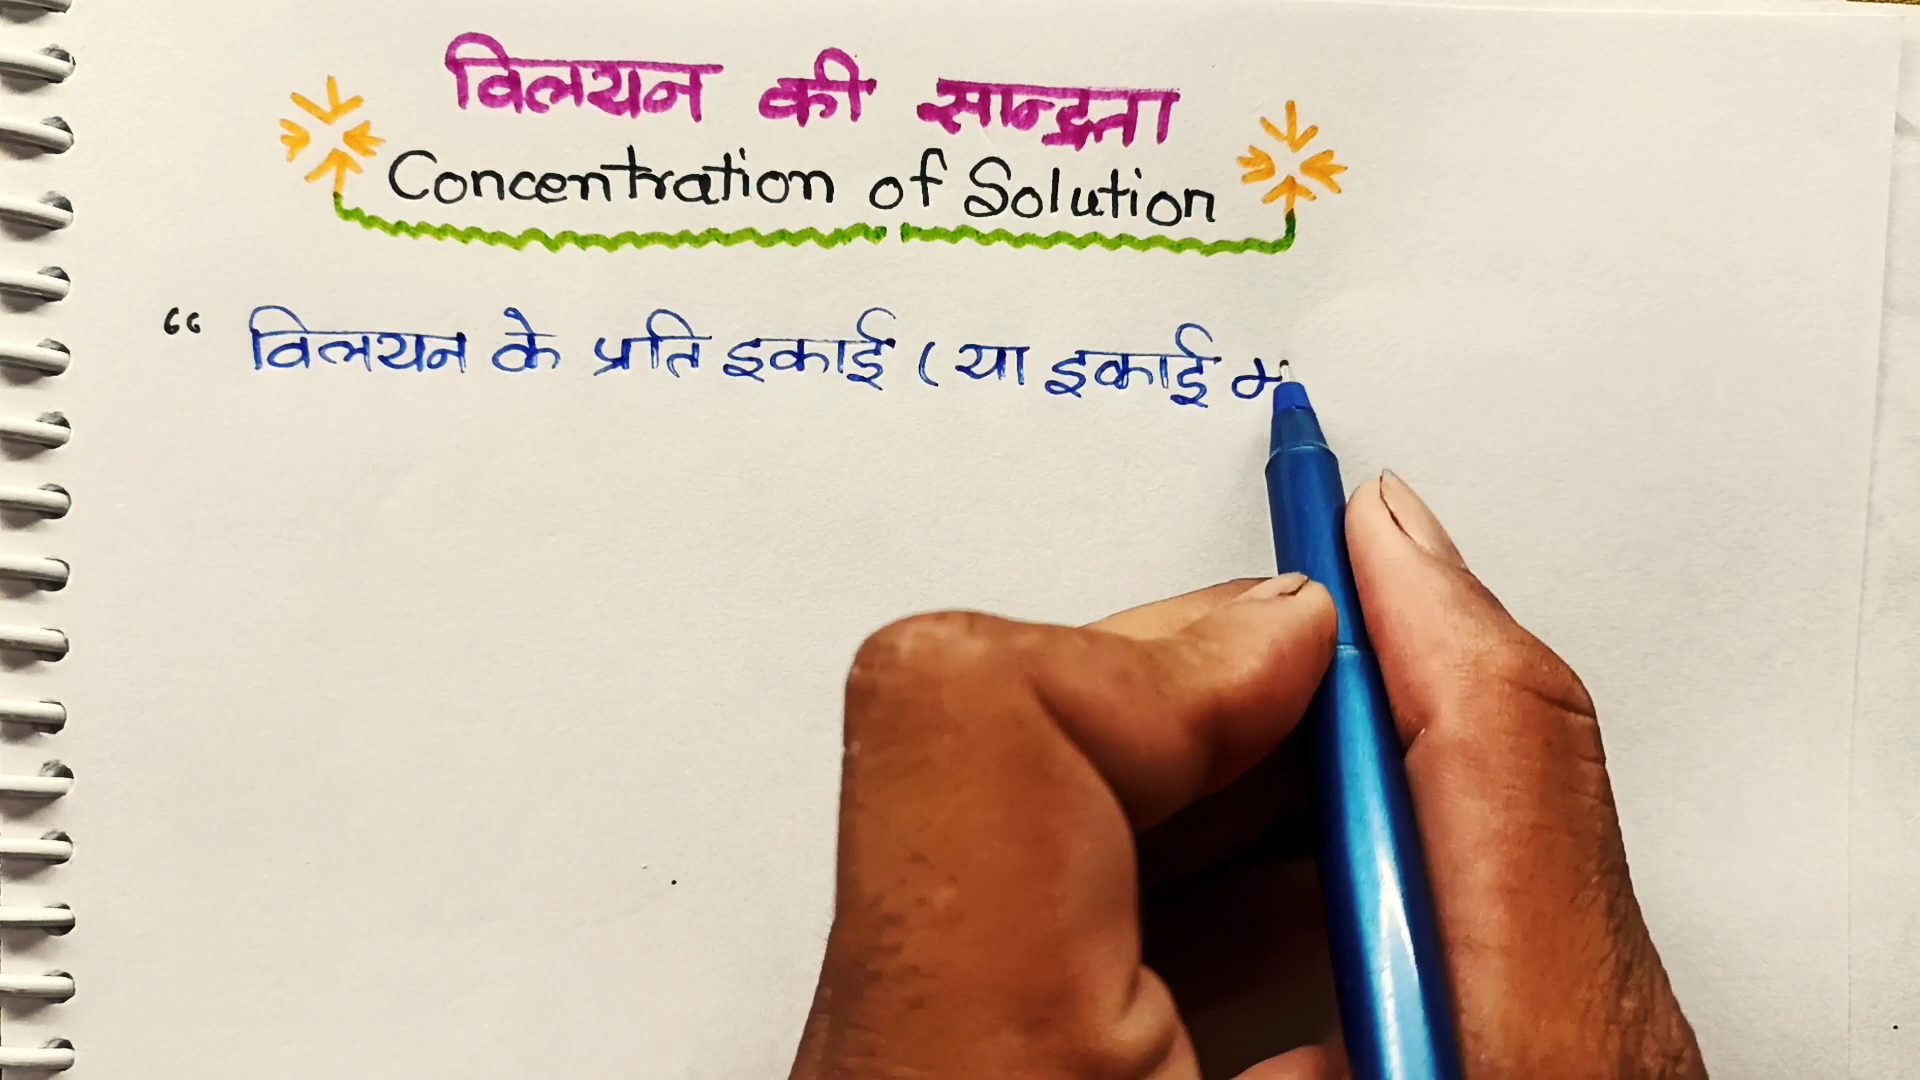 विलयन की सान्द्रता
Concentration of Solution
“ विलयन के प्रति इकाई ( या इकाई